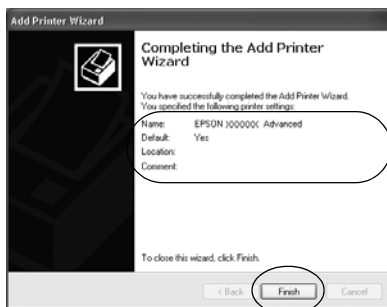 Add Printer Wizard
Completing the Add Printer
Wizard
You have successfully completed the Add Printer Wizard.
You specified the following printer settings:
Name: EPSON XXXXXX Advanced
Default: Yes
Location:
Comment:
To close this wizard, click Finish.
< Back
Finish
Cancel